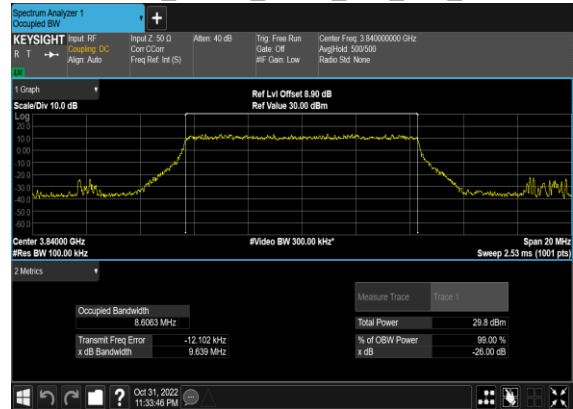 Spectrum Analyzer 1
Occupied BW
KEYSIGHT Input: RF Input Z: 50 Ω Atten: 40 dB Trig: Free Run Center Freq: 3.840000000 GHz
R T Coupling: DC Corr CCorr Gate: Off Avg|Hold: 500/500
Align: Auto Freq Ref: Int (S) #IF Gain: Low Radio Std: None
1 Graph
Ref Lvl Offset 8.90 dB
Scale/Div 10.0 dB Ref Value 30.00 dBm
Log
20.0
10.0
0.00
-10.0
-20.0
-30.0
-40.0
-50.0
-60.0
Center 3.84000 GHz #Video BW 300.00 kHz* Span 20 MHz
#Res BW 100.00 kHz Sweep 2.53 ms (1001 pts)
2 Metrics
Measure Trace Trace 1
Occupied Bandwidth
8.6063 MHz Total Power 29.8 dBm
Transmit Freq Error -12.102 kHz % of OBW Power 99.00 %
x dB Bandwidth 9.639 MHz x dB -26.00 dB
Oct 31, 2022
11:33:46 PM